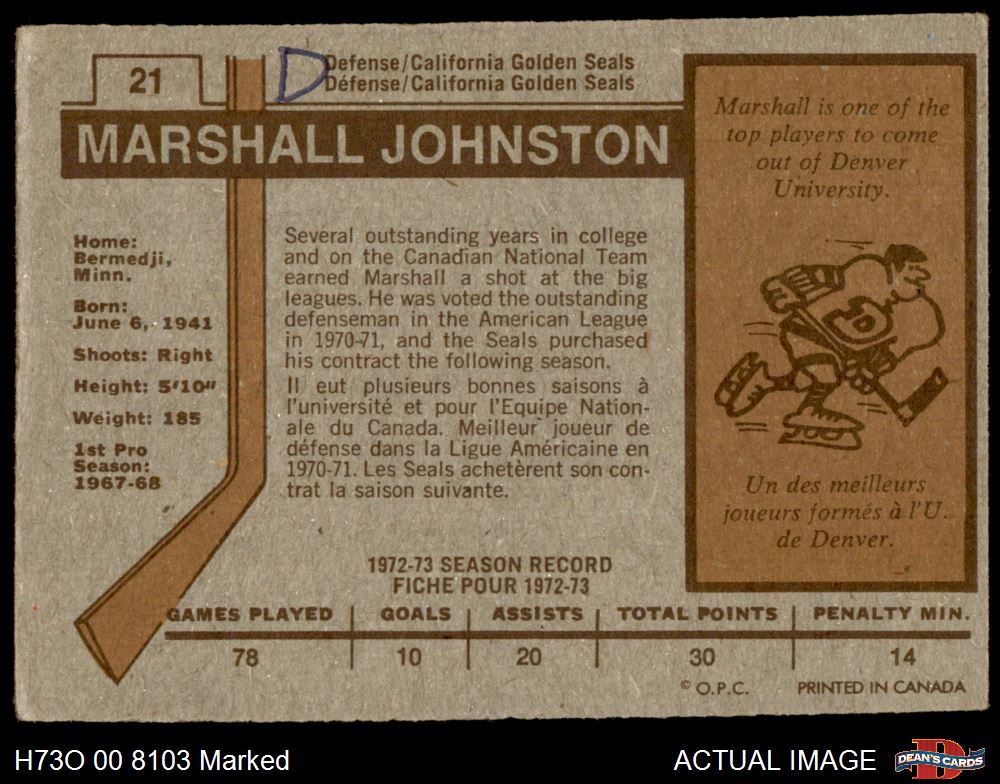 21
D
Defense/California Golden Seals
Défense/California Golden Seals
MARSHALL JOHNSTON
Home:
Bermedji,
Minn.
Born:
June 6, 1941
Shoots: Right
Height: 5'10"
Weight: 185
1st Pro
Season:
1967-68
Several outstanding years in college
and on the Canadian National Team
earned Marshall a shot at the big
leagues. He was voted the outstanding
defenseman in the American League
in 1970-71, and the Seals purchased
his contract the following season.
Il eut plusieurs bonnes saisons à
l'université et pour l'Equipe Nation-
ale du Canada. Meilleur joueur de
défense dans la Ligue Américaine en
1970-71. Les Seals achetèrent son con-
trat la saison suivante.
Marshall is one of the
top players to come
out of Denver
University.
D
Un des meilleurs
joueurs formés à l'U.
de Denver.
1972-73 SEASON RECORD
FICHE POUR 1972-73
GAMES PLAYED GOALS ASSISTS TOTAL POINTS PENALTY MIN.
78 10 20 30 14
© O.P.C. PRINTED IN CANADA
H73O 00 8103 Marked
ACTUAL IMAGE
D
DEAN'S CARDS